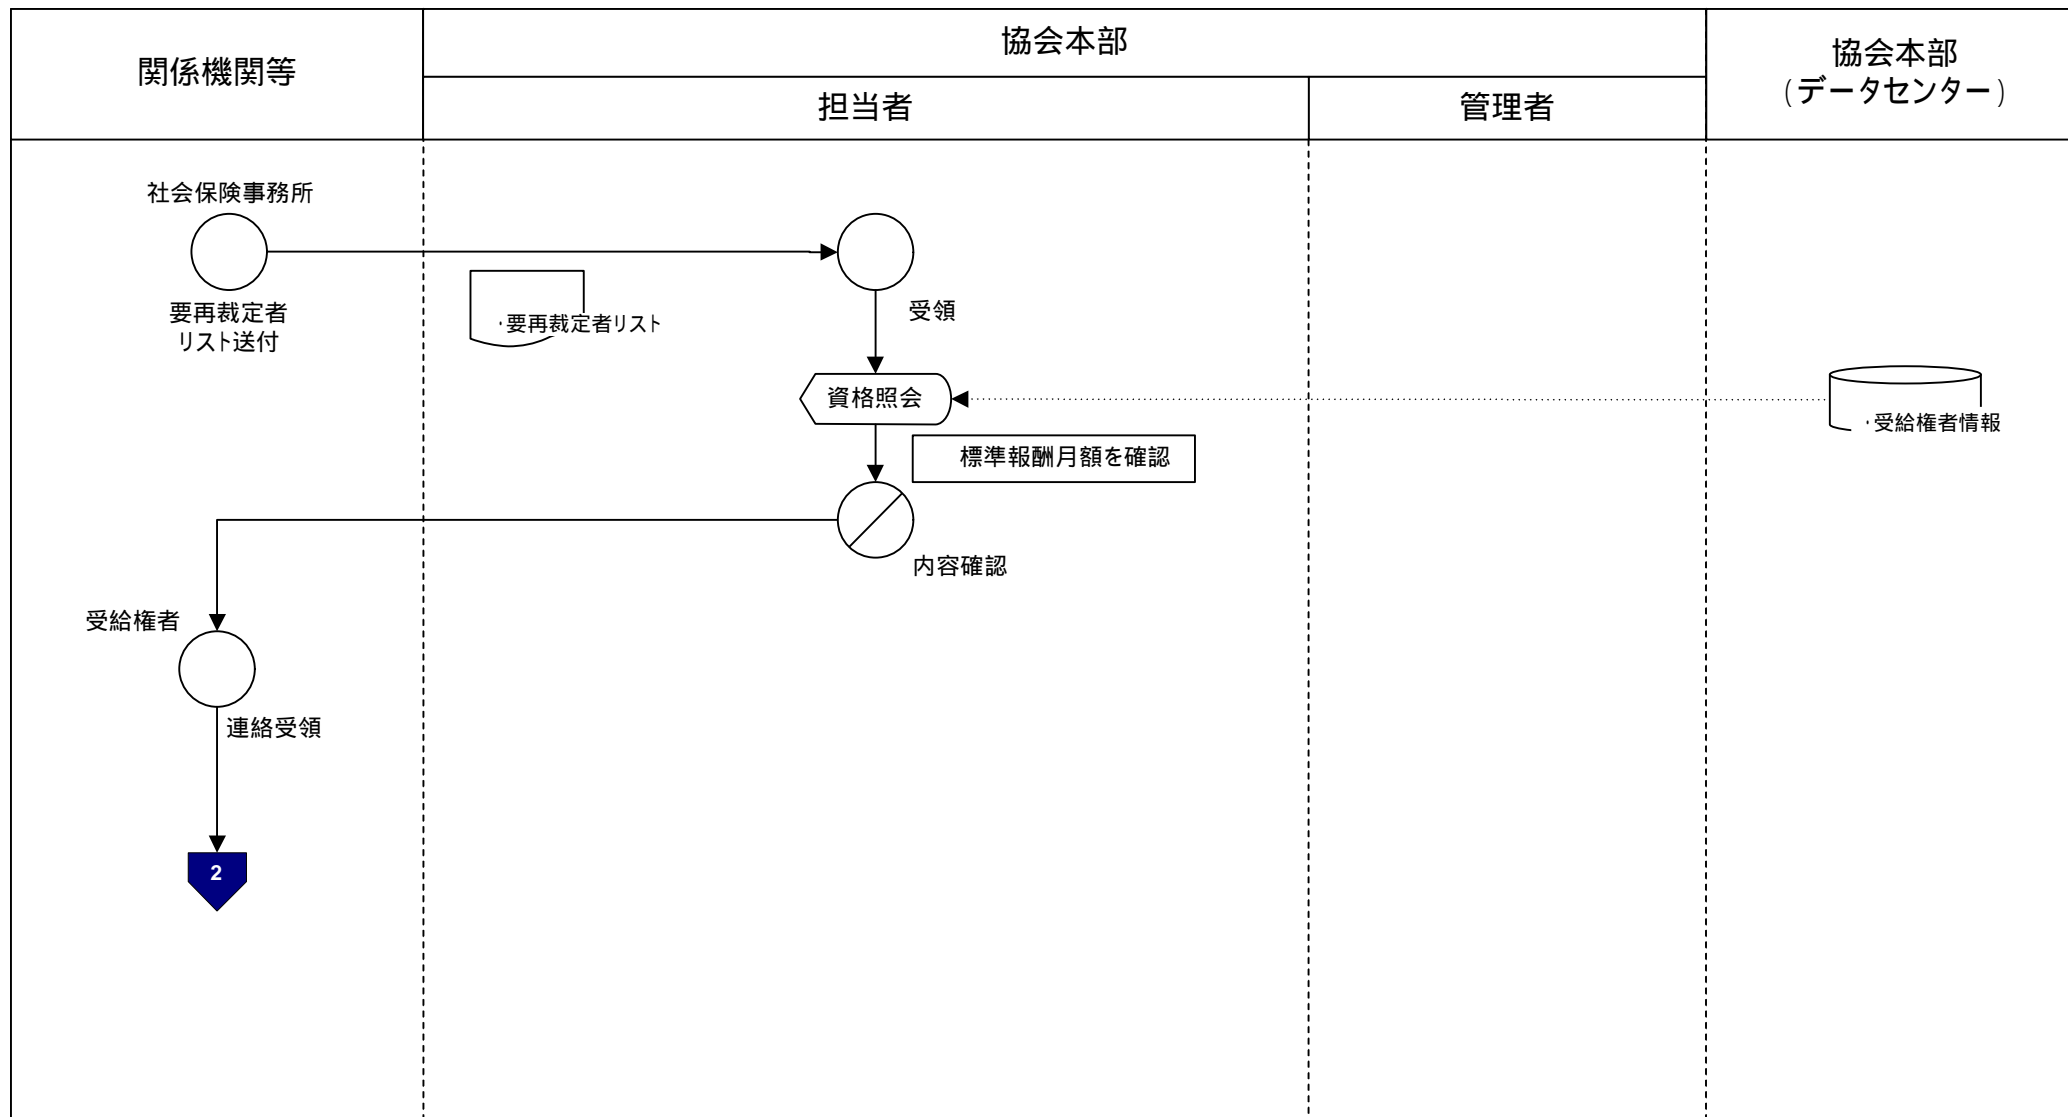 関係機関等
協会本部
担当者
管理者
協会本部
(データセンター)
社会保険事務所
要再裁定者
リスト送付
・要再裁定者リスト
受領
資格照会
・受給権者情報
標準報酬月額を確認
内容確認
受給権者
連絡受領
2